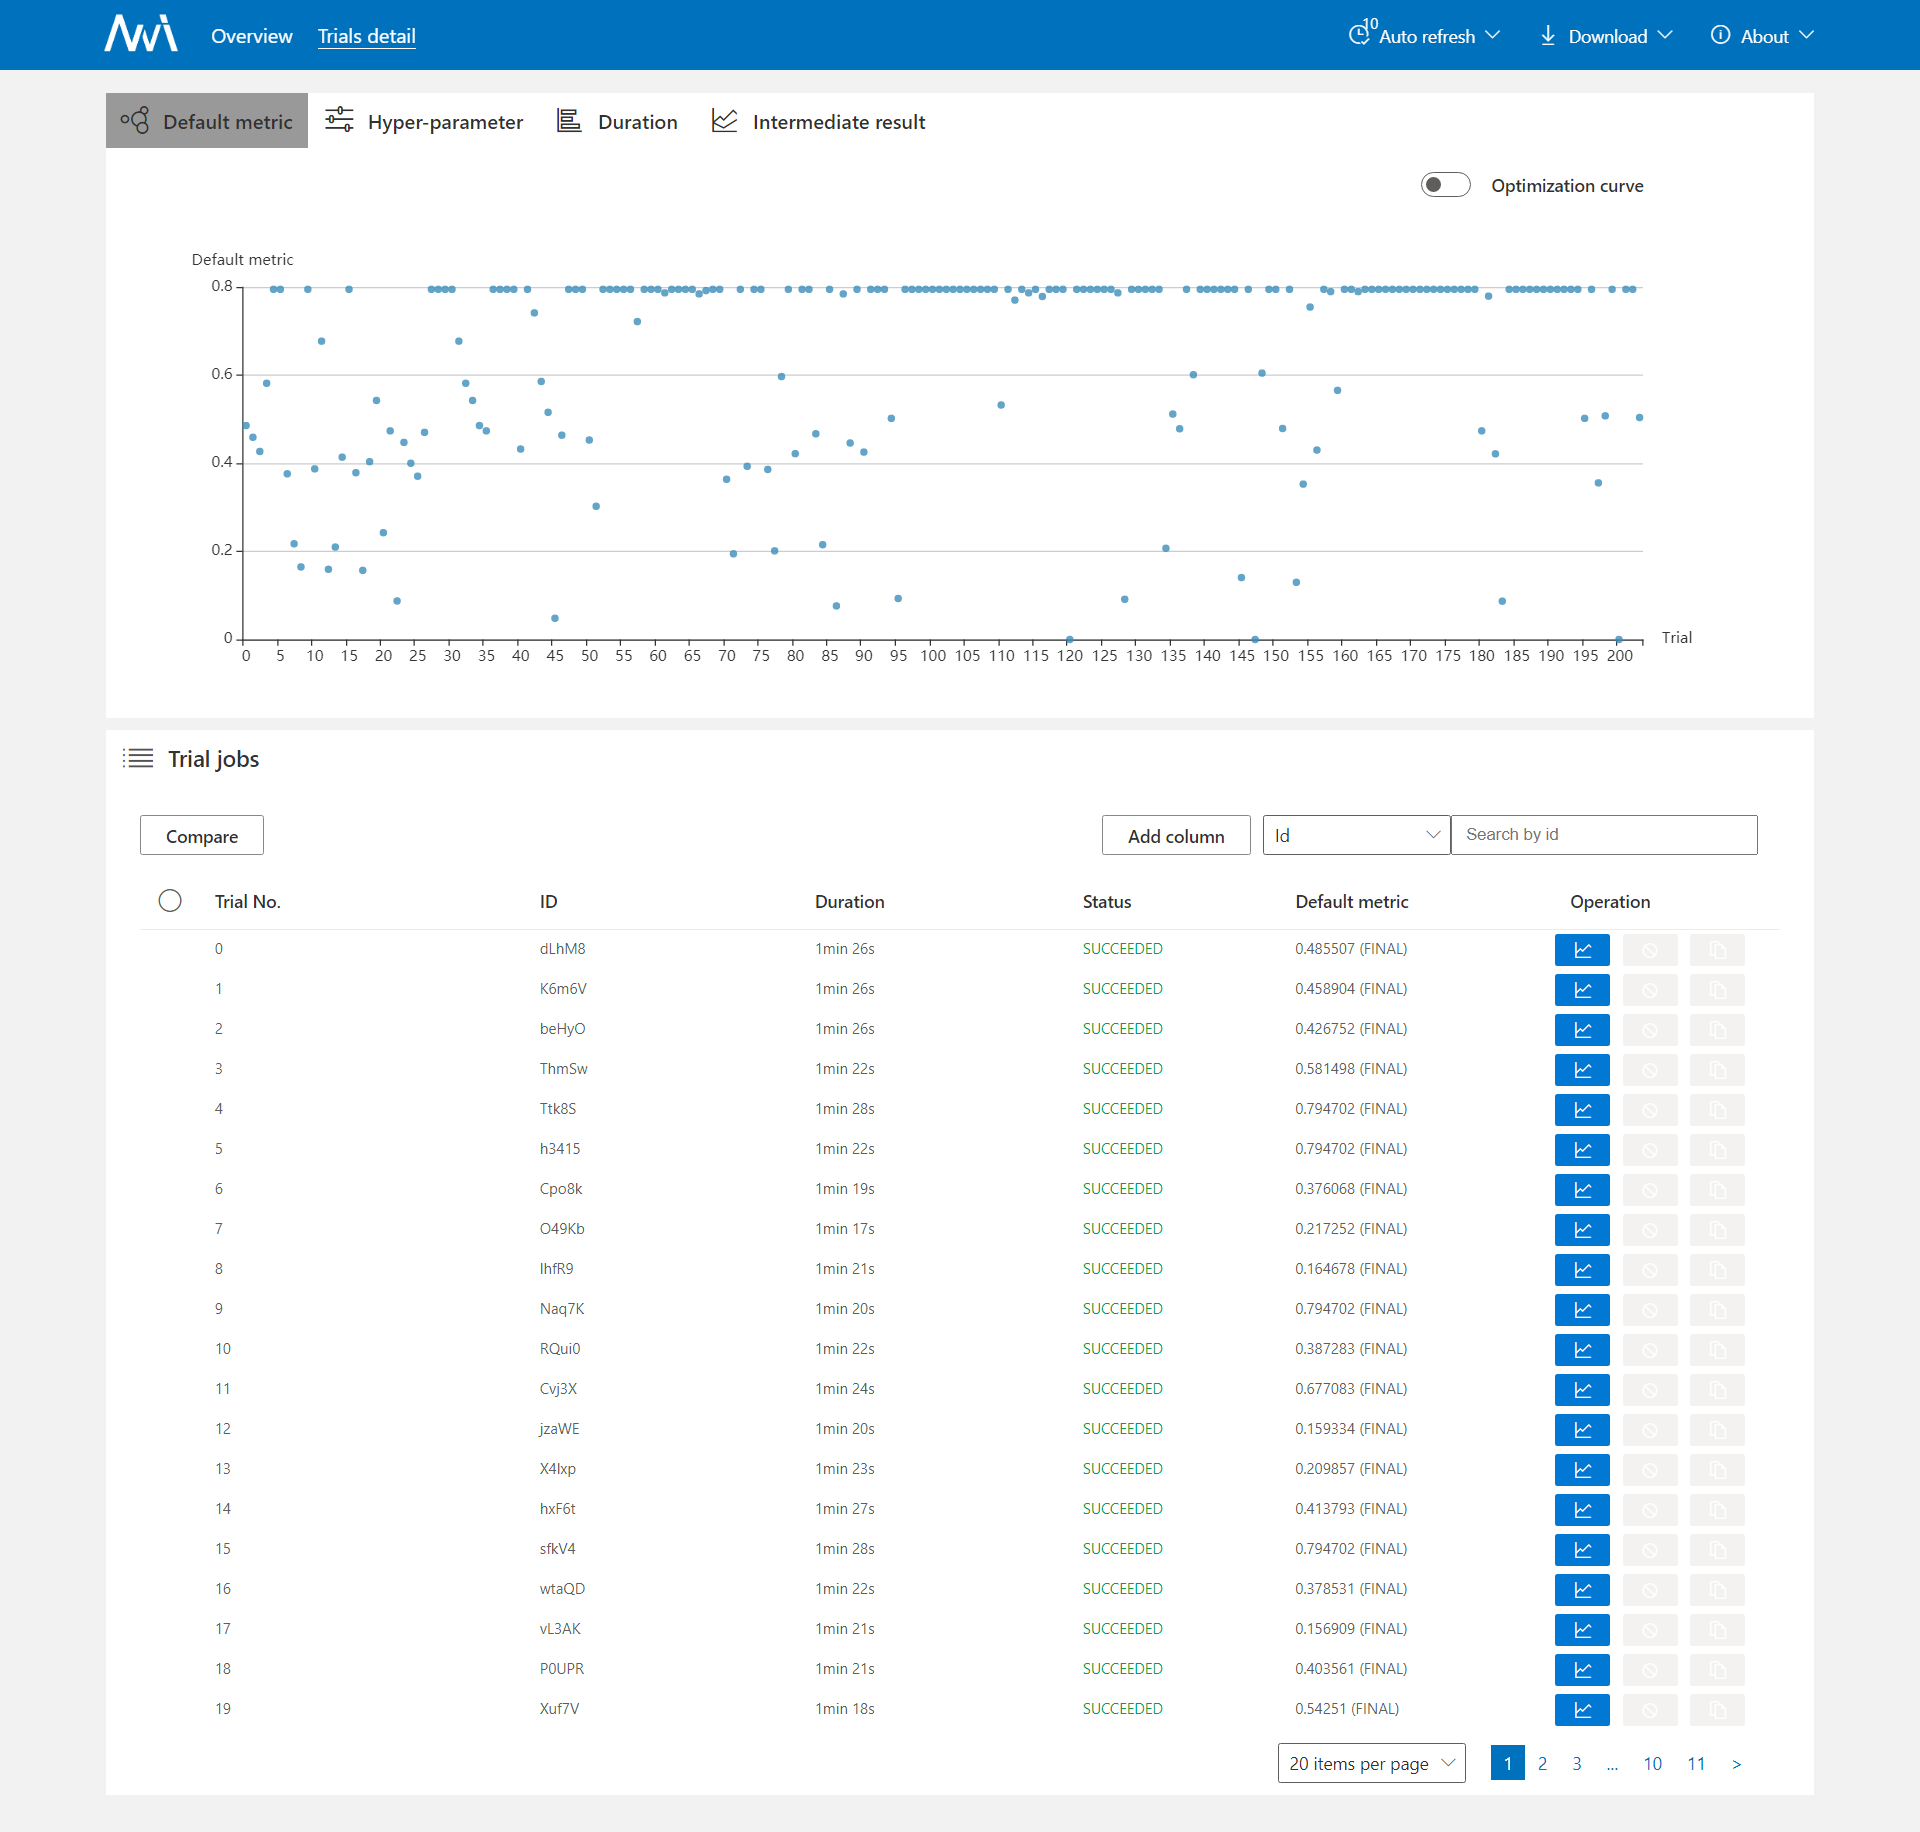 Overview Trials detail 10 Auto refresh Download About
Default metric Hyper-parameter Duration Intermediate result
Optimization curve
Default metric
0.8
0.6
0.4
0.2
0
Trial
0 5 10 15 20 25 30 35 40 45 50 55 60 65 70 75 80 85 90 95 100 105 110 115 120 125 130 135 140 145 150 155 160 165 170 175 180 185 190 195 200
Trial jobs
Compare Add column Id Search by id
Trial No. ID Duration Status Default metric Operation
0 dLhM8 1min 26s SUCCEEDED 0.485507 (FINAL)
1 K6m6V 1min 26s SUCCEEDED 0.458904 (FINAL)
2 beHyO 1min 26s SUCCEEDED 0.426752 (FINAL)
3 ThmSw 1min 22s SUCCEEDED 0.581498 (FINAL)
4 Ttk8S 1min 28s SUCCEEDED 0.794702 (FINAL)
5 h3415 1min 22s SUCCEEDED 0.794702 (FINAL)
6 Cpo8k 1min 19s SUCCEEDED 0.376068 (FINAL)
7 O49Kb 1min 17s SUCCEEDED 0.217252 (FINAL)
8 IhfR9 1min 21s SUCCEEDED 0.164678 (FINAL)
9 Naq7K 1min 20s SUCCEEDED 0.794702 (FINAL)
10 RQui0 1min 22s SUCCEEDED 0.387283 (FINAL)
11 Cvj3X 1min 24s SUCCEEDED 0.677083 (FINAL)
12 jzaWE 1min 20s SUCCEEDED 0.159334 (FINAL)
13 X4lxp 1min 23s SUCCEEDED 0.209857 (FINAL)
14 hxF6t 1min 27s SUCCEEDED 0.413793 (FINAL)
15 sfkV4 1min 28s SUCCEEDED 0.794702 (FINAL)
16 wtaQD 1min 22s SUCCEEDED 0.378531 (FINAL)
17 vL3AK 1min 21s SUCCEEDED 0.156909 (FINAL)
18 P0UPR 1min 21s SUCCEEDED 0.403561 (FINAL)
19 Xuf7V 1min 18s SUCCEEDED 0.54251 (FINAL)
20 items per page 1 2 3 ... 10 11 >